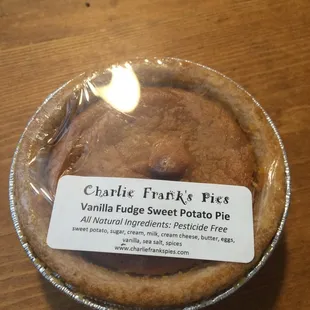 Charlie Frank's Pies
Vanilla Fudge Sweet Potato Pie
All Natural Ingredients: Pesticide Free
sweet potato, sugar, cream, milk, cream cheese, butter, eggs,
vanilla, sea salt, spices
www.charliefrankspies.com